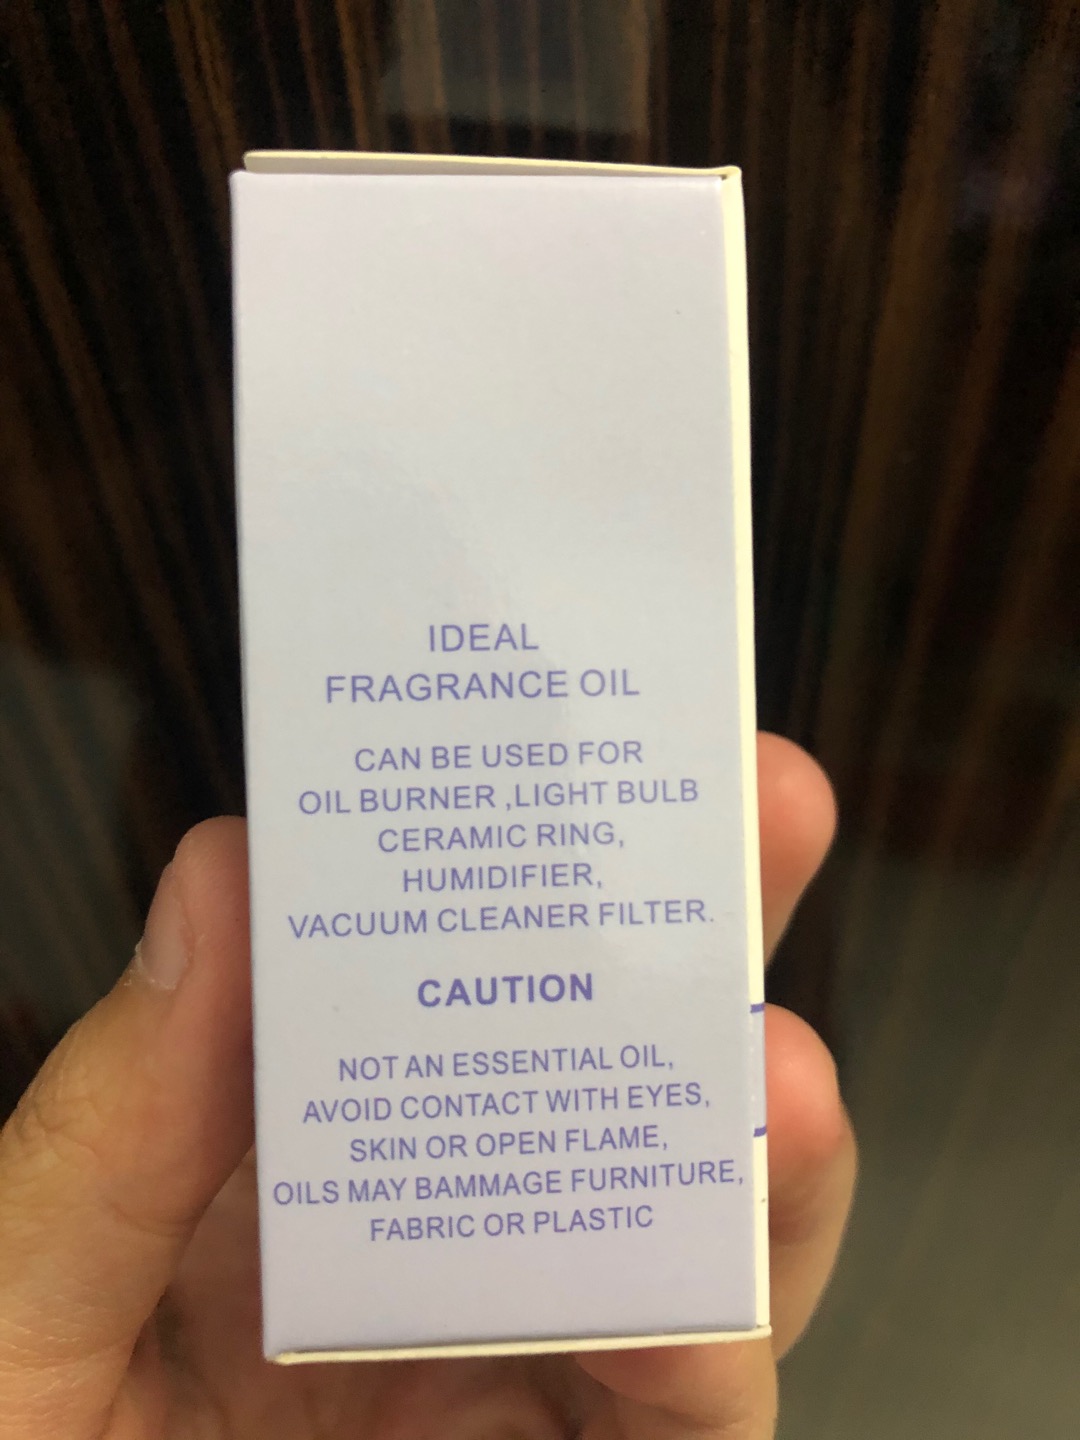 IDEAL
FRAGRANCE OIL
CAN BE USED FOR
OIL BURNER ,LIGHT BULB
CERAMIC RING,
HUMIDIFIER,
VACUUM CLEANER FILTER.
CAUTION
NOT AN ESSENTIAL OIL,
AVOID CONTACT WITH EYES,
SKIN OR OPEN FLAME,
OILS MAY BAMMAGE FURNITURE,
FABRIC OR PLASTIC